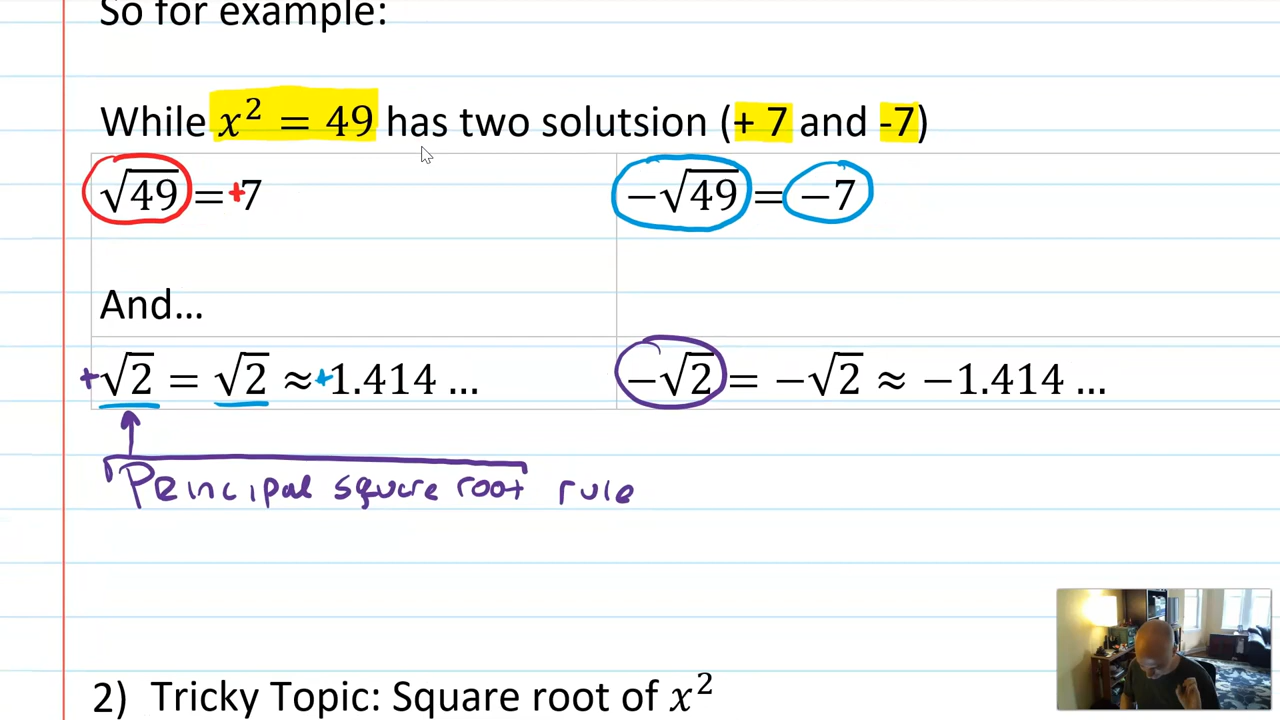 So for example:
While x² = 49 has two solutsion (+ 7 and -7)
√49 = +7
−√49 = −7
And...
+√2 = √2 ≈ +1.414 ...
−√2 = −√2 ≈ −1.414 ...
Principal square root rule
2) Tricky Topic: Square root of x²